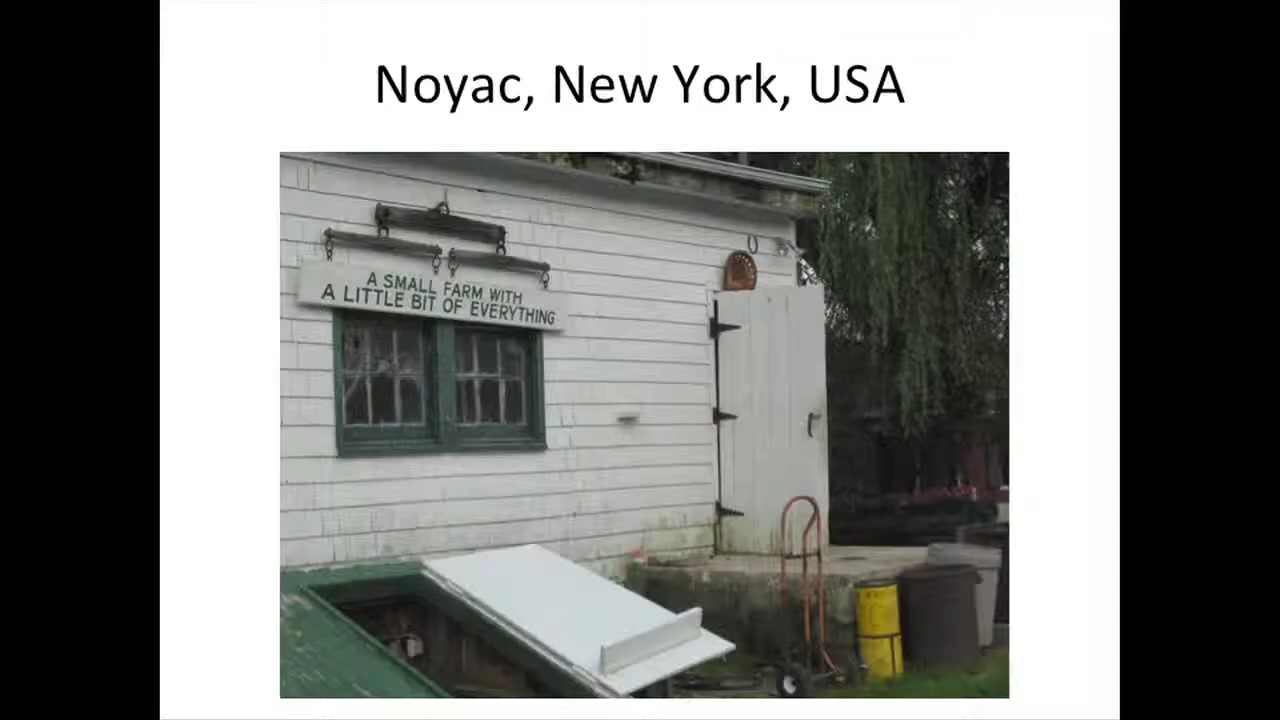 Noyac, New York, USA
A SMALL FARM WITH
A LITTLE BIT OF EVERYTHING